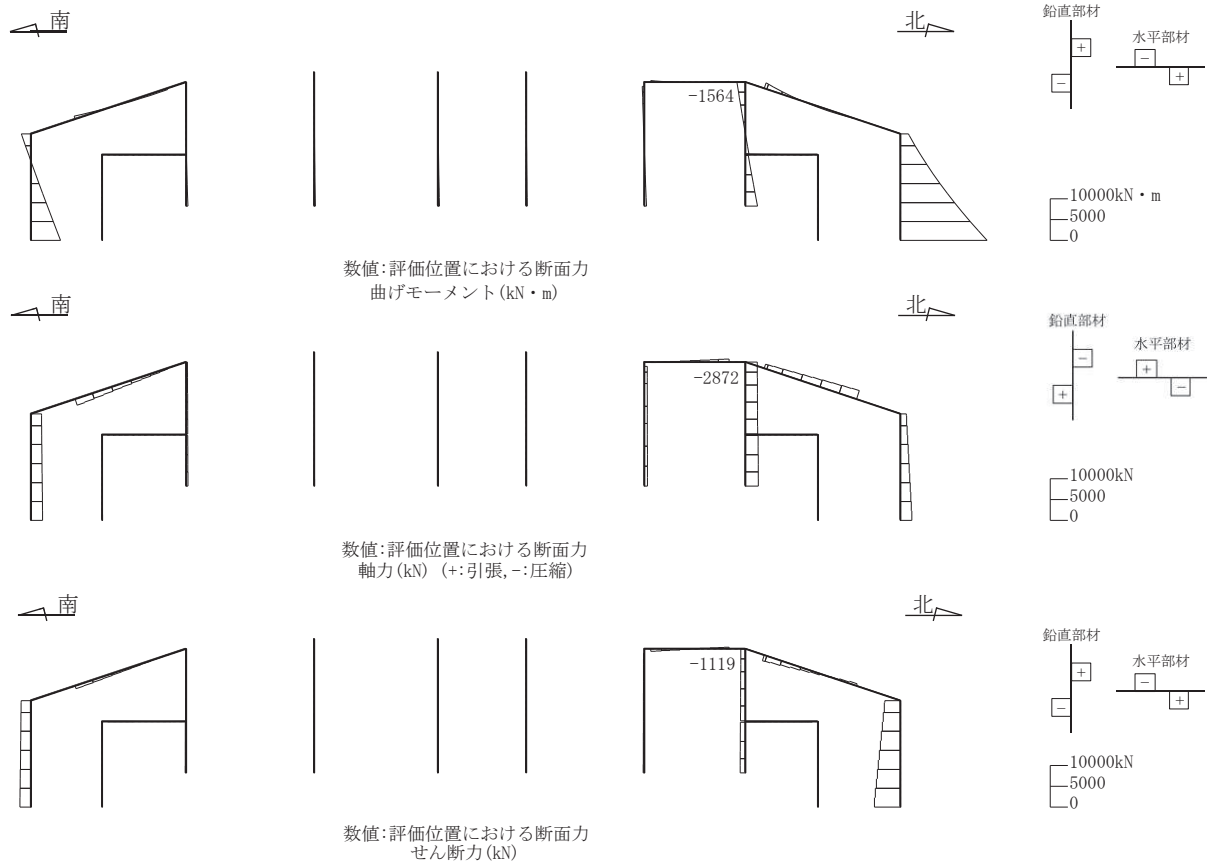 南
北
鉛直部材
+
−
水平部材
−
+
−1564
10000kN・m
5000
0
数値:評価位置における断面力
曲げモーメント(kN・m)
南
北
鉛直部材
−
+
水平部材
+
−
−2872
10000kN
5000
0
数値:評価位置における断面力
軸力(kN) (+:引張,-:圧縮)
南
北
鉛直部材
+
−
水平部材
−
+
−1119
10000kN
5000
0
数値:評価位置における断面力
せん断力(kN)